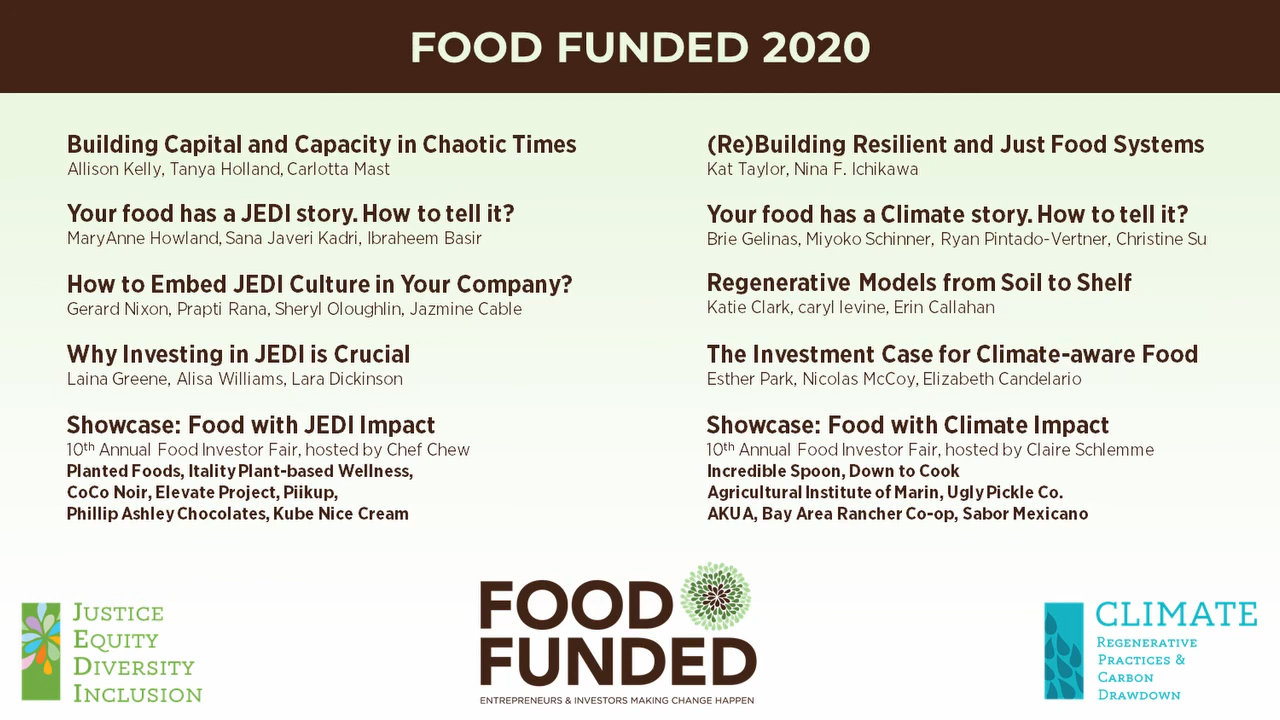 FOOD FUNDED 2020
Building Capital and Capacity in Chaotic Times
Allison Kelly, Tanya Holland, Carlotta Mast
Your food has a JEDI story. How to tell it?
MaryAnne Howland, Sana Javeri Kadri, Ibraheem Basir
How to Embed JEDI Culture in Your Company?
Gerard Nixon, Prapti Rana, Sheryl Oloughlin, Jazmine Cable
Why Investing in JEDI is Crucial
Laina Greene, Alisa Williams, Lara Dickinson
Showcase: Food with JEDI Impact
10th Annual Food Investor Fair, hosted by Chef Chew
Planted Foods, Itality Plant-based Wellness,
CoCo Noir, Elevate Project, Piikup,
Phillip Ashley Chocolates, Kube Nice Cream
(Re)Building Resilient and Just Food Systems
Kat Taylor, Nina F. Ichikawa
Your food has a Climate story. How to tell it?
Brie Gelinas, Miyoko Schinner, Ryan Pintado-Vertner, Christine Su
Regenerative Models from Soil to Shelf
Katie Clark, caryl levine, Erin Callahan
The Investment Case for Climate-aware Food
Esther Park, Nicolas McCoy, Elizabeth Candelario
Showcase: Food with Climate Impact
10th Annual Food Investor Fair, hosted by Claire Schlemme
Incredible Spoon, Down to Cook
Agricultural Institute of Marin, Ugly Pickle Co.
AKUA, Bay Area Rancher Co-op, Sabor Mexicano
JUSTICE
EQUITY
DIVERSITY
INCLUSION
FOOD
FUNDED
ENTREPRENEURS & INVESTORS MAKING CHANGE HAPPEN
CLIMATE
REGENERATIVE
PRACTICES &
CARBON
DRAWDOWN